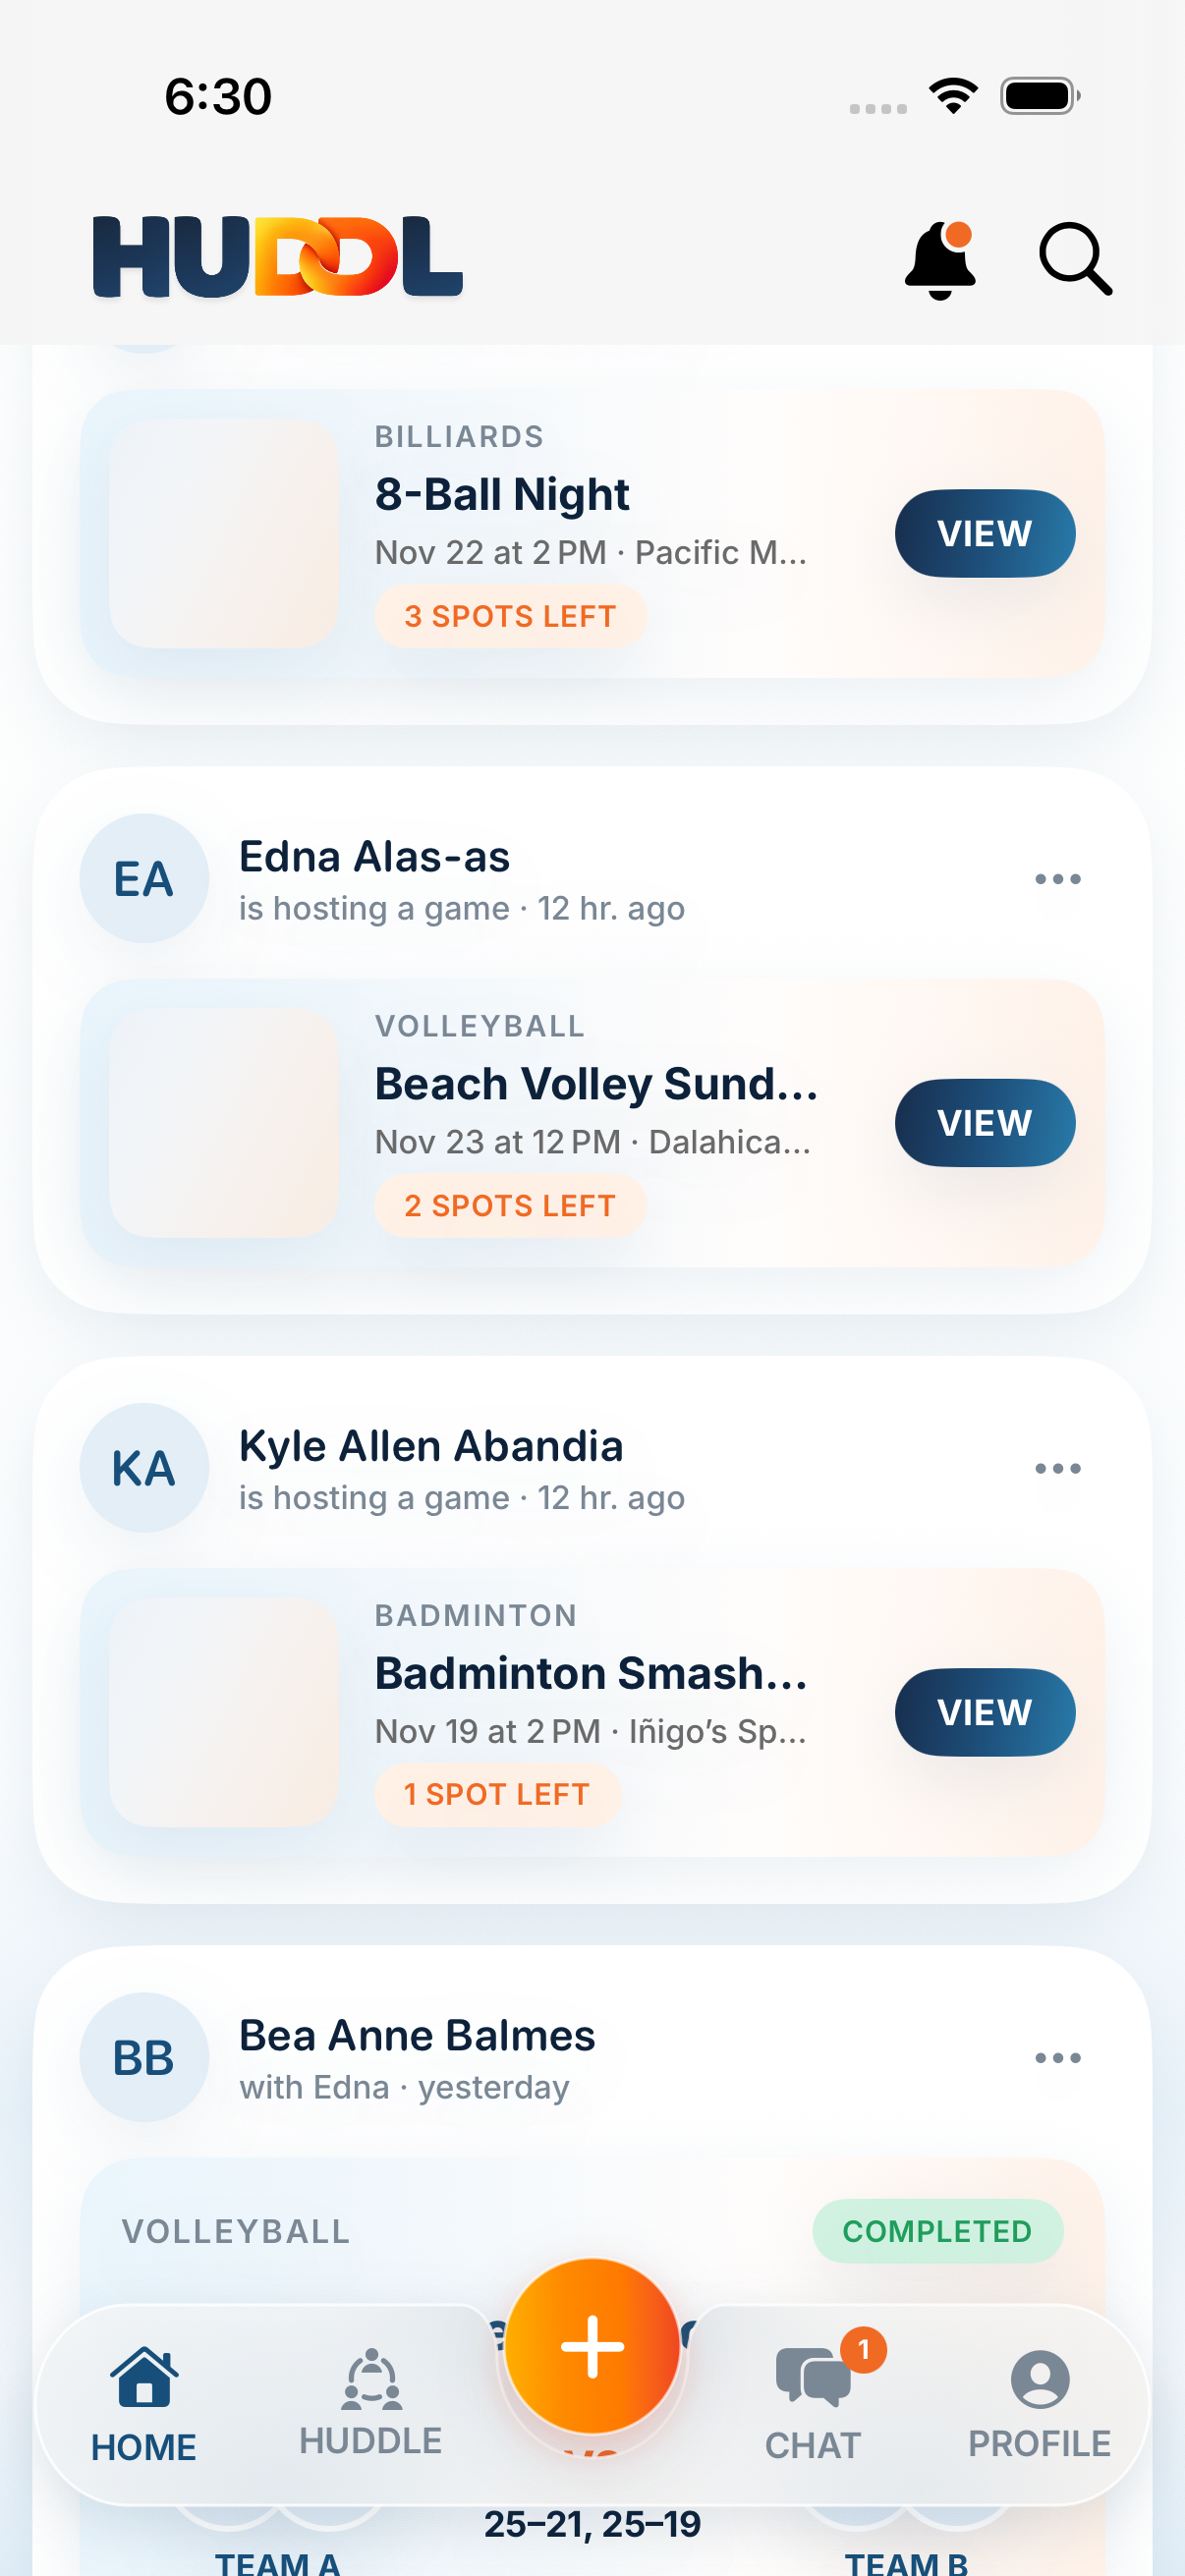 6:30
HUDDL
BILLIARDS
8-Ball Night
Nov 22 at 2 PM · Pacific M...
VIEW
3 SPOTS LEFT
EA
Edna Alas-as
is hosting a game · 12 hr. ago
VOLLEYBALL
Beach Volley Sund...
Nov 23 at 12 PM · Dalahica...
VIEW
2 SPOTS LEFT
KA
Kyle Allen Abandia
is hosting a game · 12 hr. ago
BADMINTON
Badminton Smash...
Nov 19 at 2 PM · Iñigo’s Sp...
VIEW
1 SPOT LEFT
BB
Bea Anne Balmes
with Edna · yesterday
VOLLEYBALL
COMPLETED
1
HOME
HUDDLE
CHAT
PROFILE
25–21, 25–19
TEAM A
TEAM B